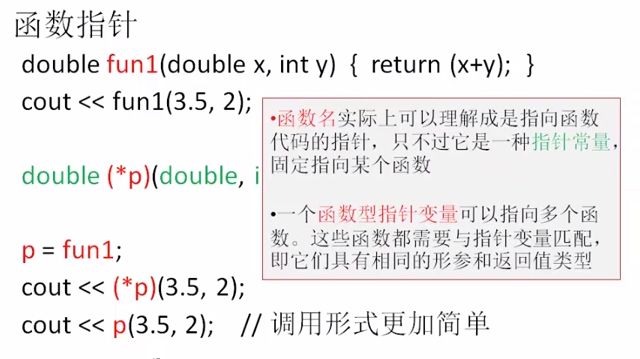 函数指针
double fun1(double x, int y) { return (x+y); }
cout << fun1(3.5, 2);
•函数名实际上可以理解成是指向函数
代码的指针，只不过它是一种指针常量，
固定指向某个函数
double (*p)(double, i
•一个函数型指针变量可以指向多个函
数。这些函数都需要与指针变量匹配，
即它们具有相同的形参和返回值类型
p = fun1;
cout << (*p)(3.5, 2);
cout << p(3.5, 2); // 调用形式更加简单